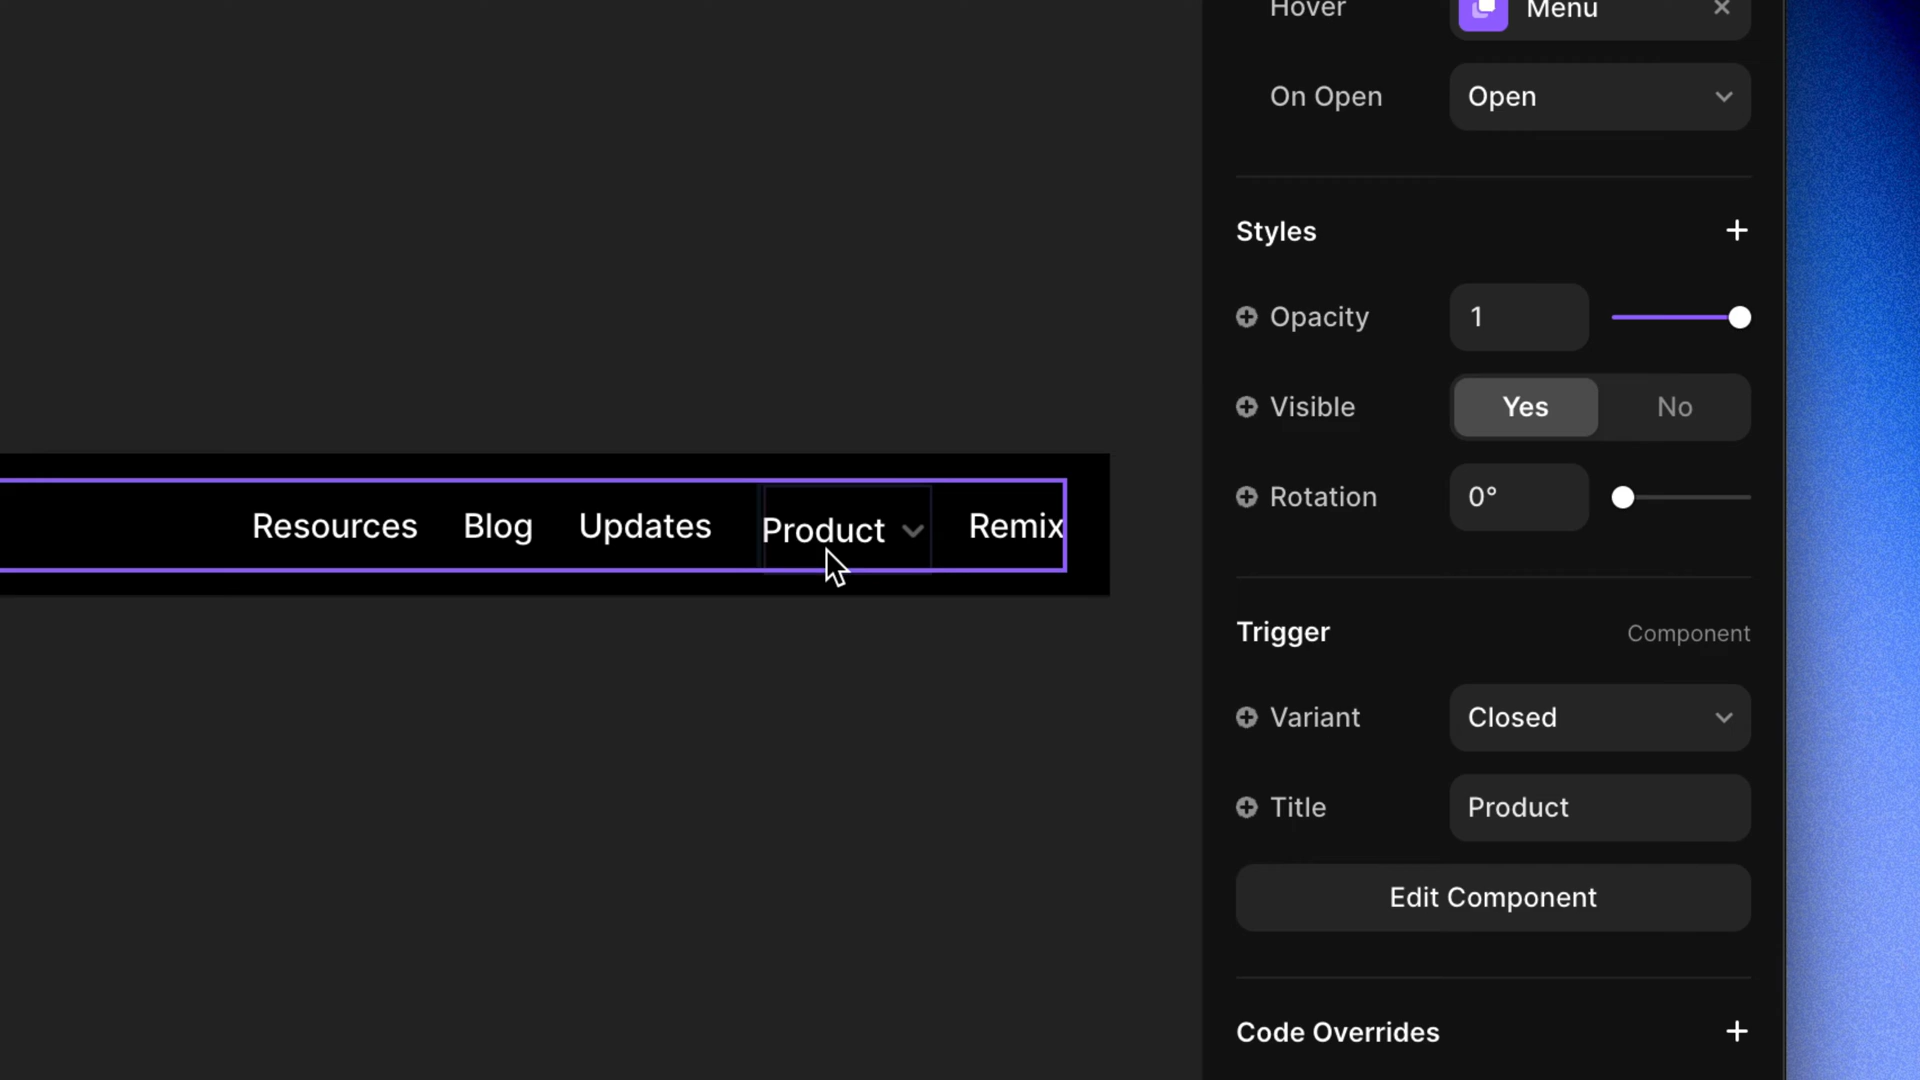 Hover
Menu
On Open
Open
Styles
Opacity
1
Visible
Yes
No
Resources
Blog
Updates
Product
Remix
Rotation
0°
Trigger
Component
Variant
Closed
Title
Product
Edit Component
Code Overrides